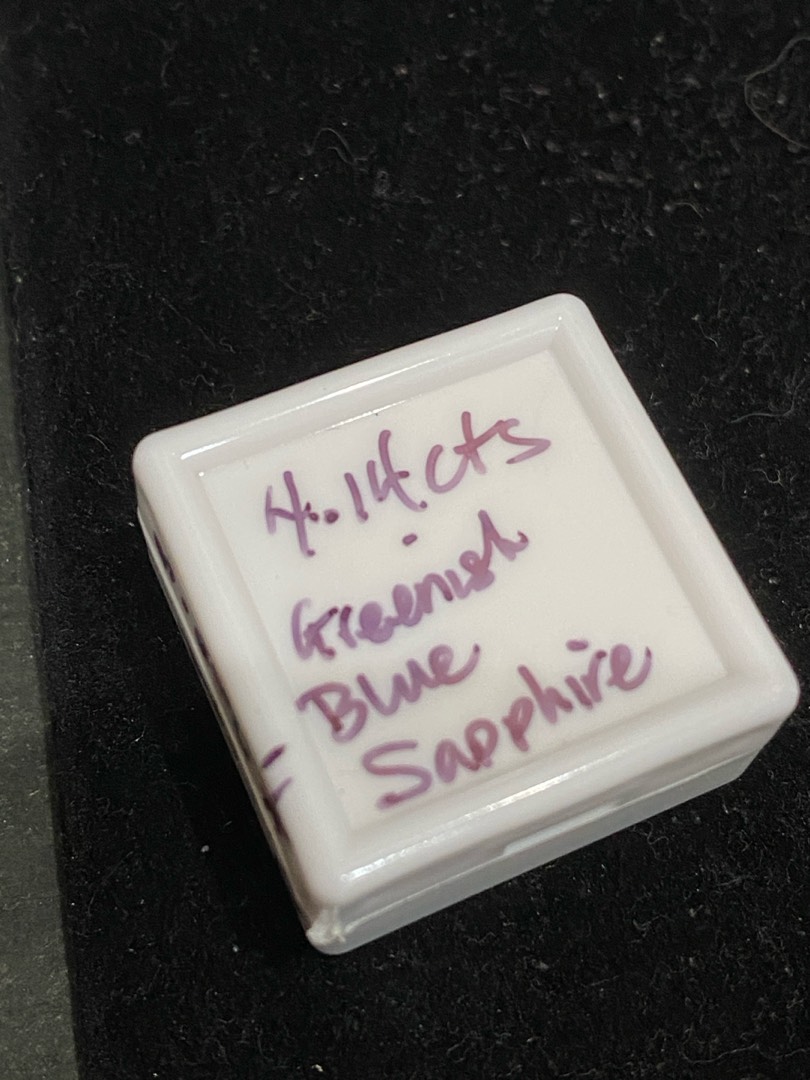 4.14.cts
Greenish
Blue
Sapphire